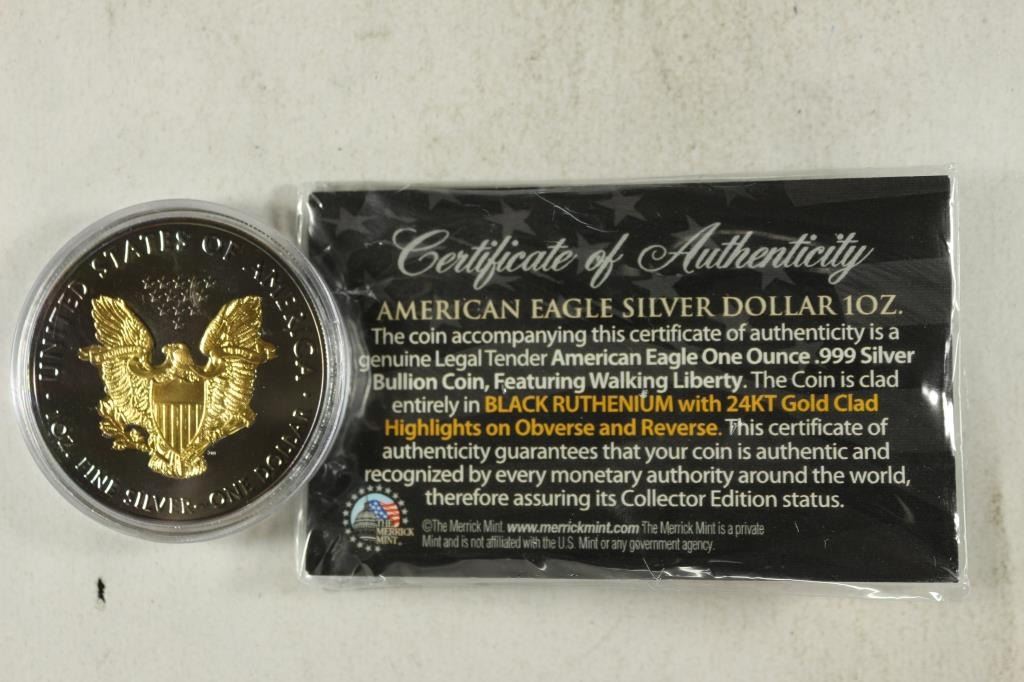 UNITED STATES OF AMERICA
1 OZ. FINE SILVER - ONE DOLLAR
Certificate of Authenticity
AMERICAN EAGLE SILVER DOLLAR 1OZ.
The coin accompanying this certificate of authenticity is a
genuine Legal Tender American Eagle One Ounce .999 Silver
Bullion Coin, Featuring Walking Liberty. The Coin is clad
entirely in BLACK RUTHENIUM with 24KT Gold Clad
Highlights on Obverse and Reverse. This certificate of
authenticity guarantees that your coin is authentic and
recognized by every monetary authority around the world,
therefore assuring its Collector Edition status.
THE
MERRICK
MINT
©The Merrick Mint. www.merrickmint.com The Merrick Mint is a private
Mint and is not affiliated with the U.S. Mint or any government agency.